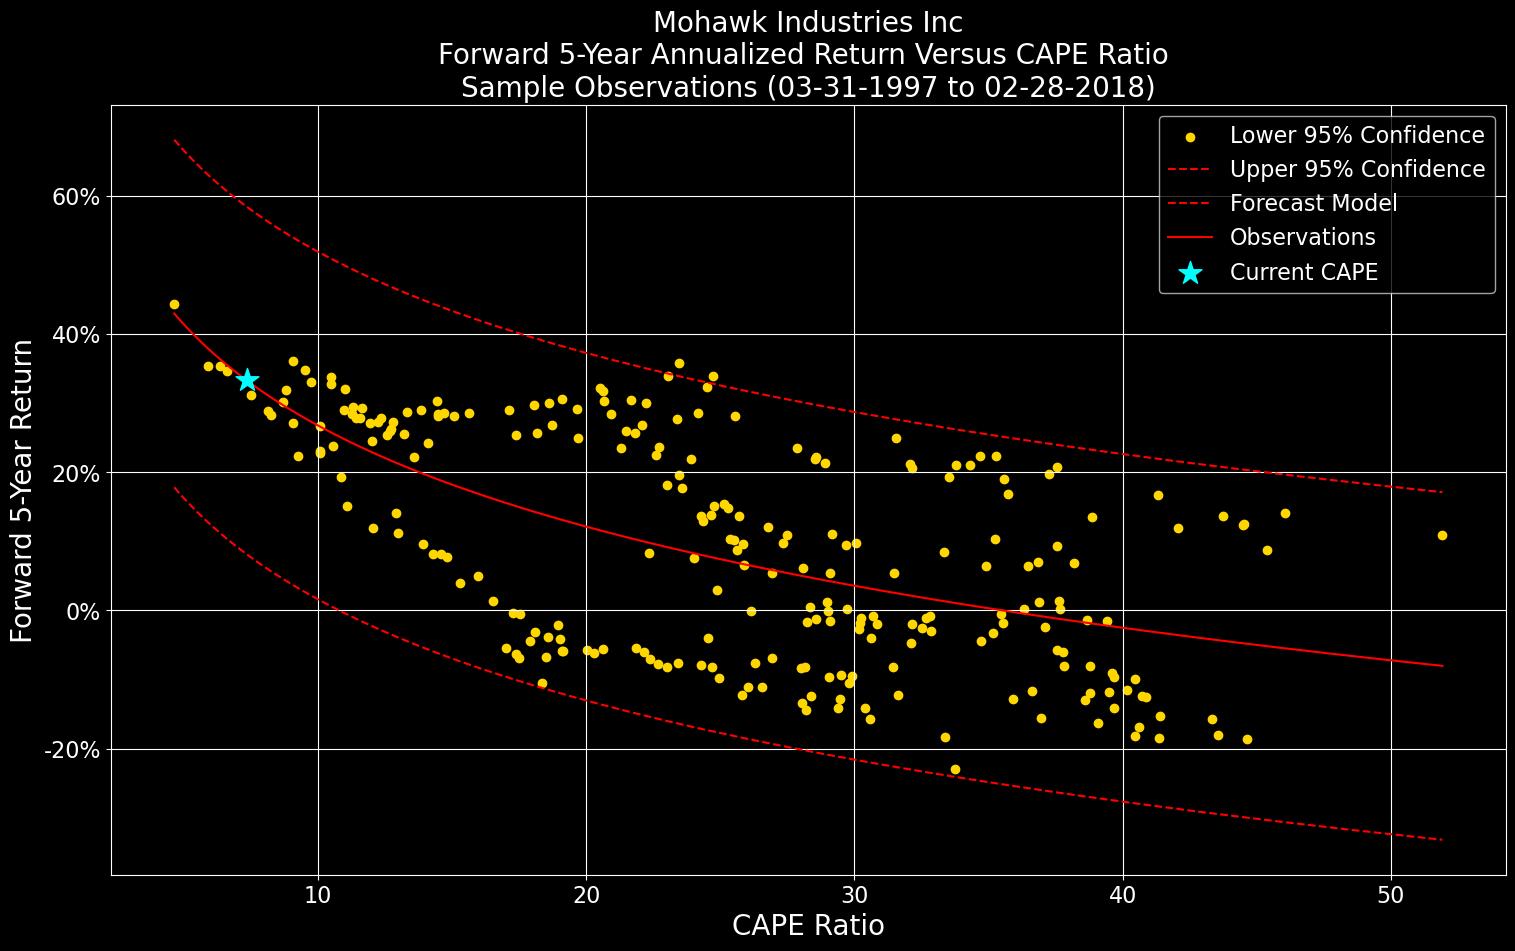 Mohawk Industries Inc
Forward 5-Year Annualized Return Versus CAPE Ratio
Sample Observations (03-31-1997 to 02-28-2018)
Lower 95% Confidence
Upper 95% Confidence
Forecast Model
Observations
Current CAPE
Forward 5-Year Return
60%
40%
20%
0%
-20%
10
20
30
40
50
CAPE Ratio